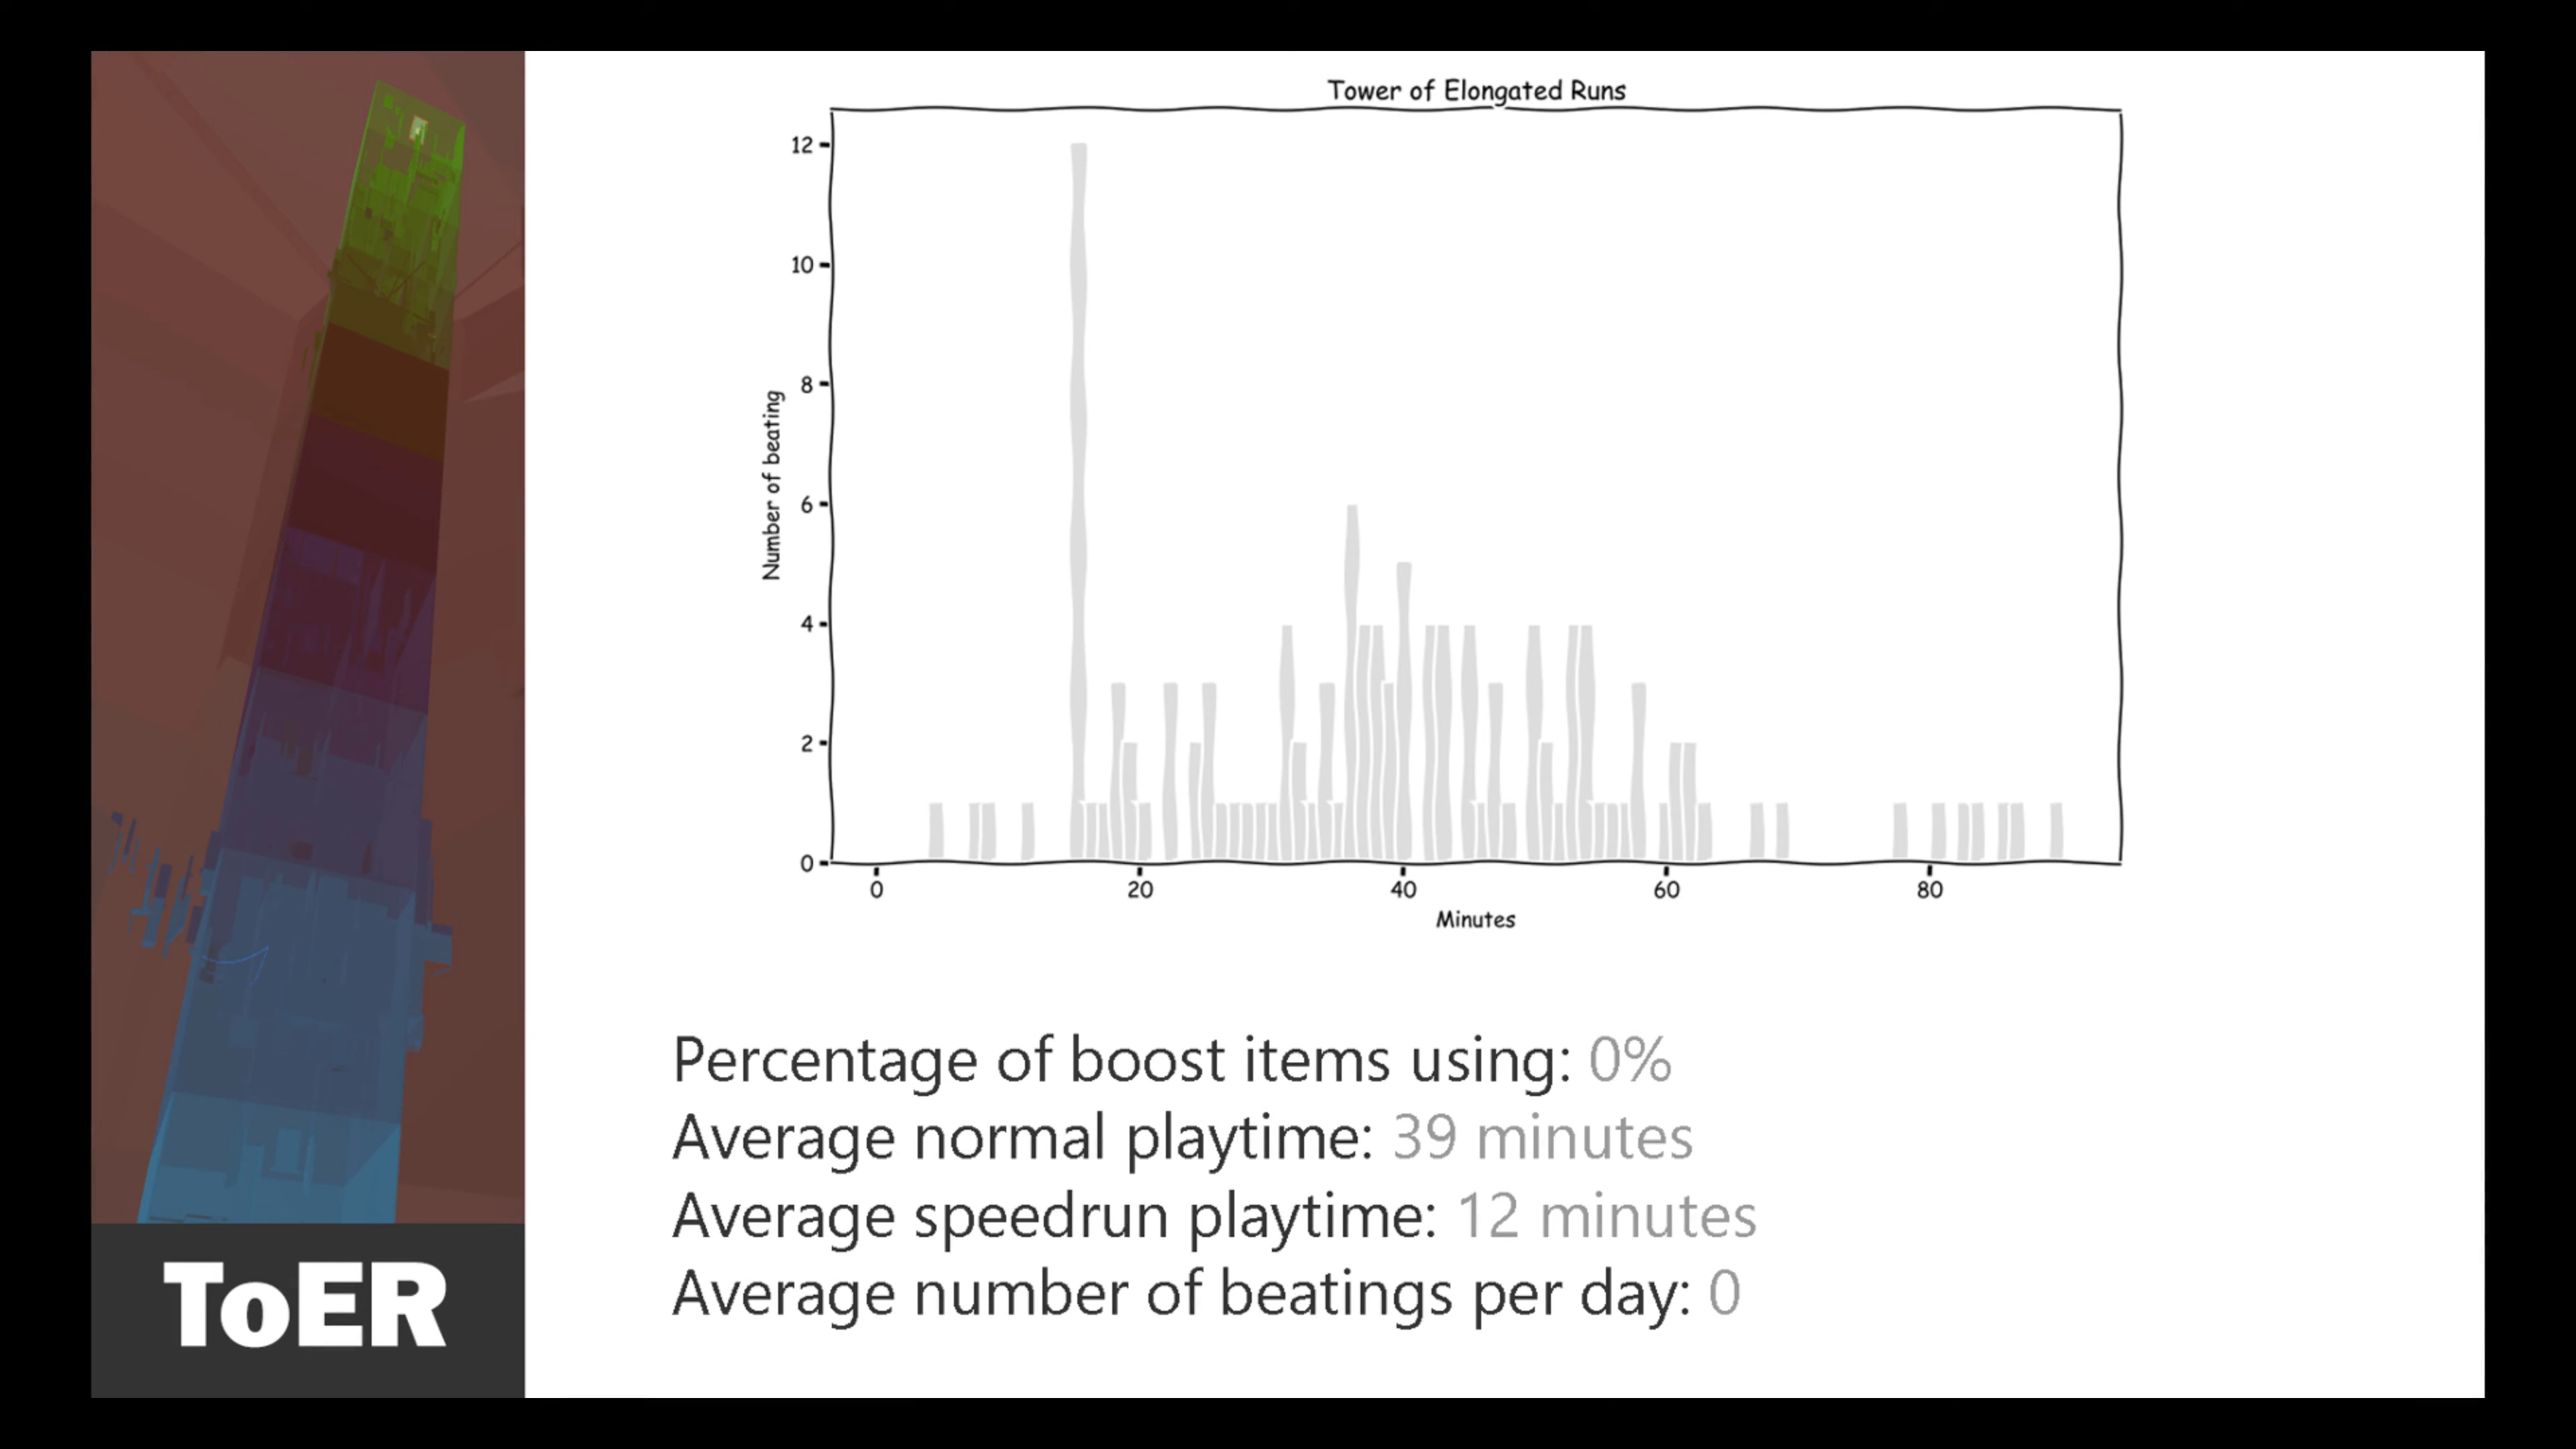 Tower of Elongated Runs
12
10
8
6
4
2
0
Number of beating
0 20 40 60 80
Minutes
Percentage of boost items using: 0%
Average normal playtime: 39 minutes
Average speedrun playtime: 12 minutes
Average number of beatings per day: 0
ToER